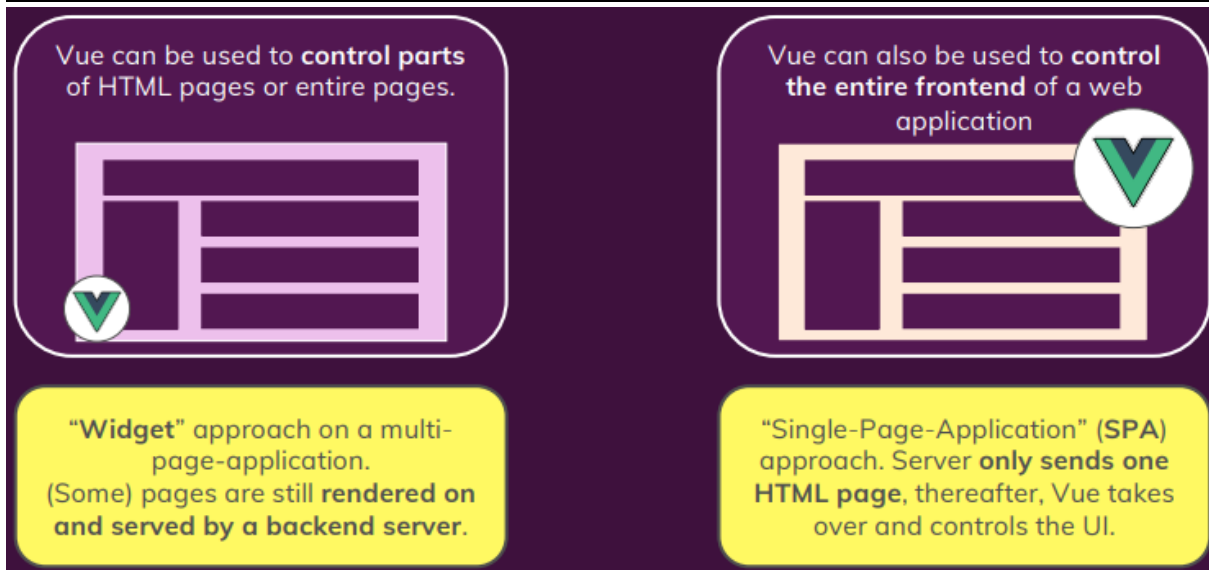 Vue can be used to control parts
of HTML pages or entire pages.
Vue can also be used to control
the entire frontend of a web
application
“Widget” approach on a multi-
page-application.
(Some) pages are still rendered on
and served by a backend server.
“Single-Page-Application” (SPA)
approach. Server only sends one
HTML page, thereafter, Vue takes
over and controls the UI.